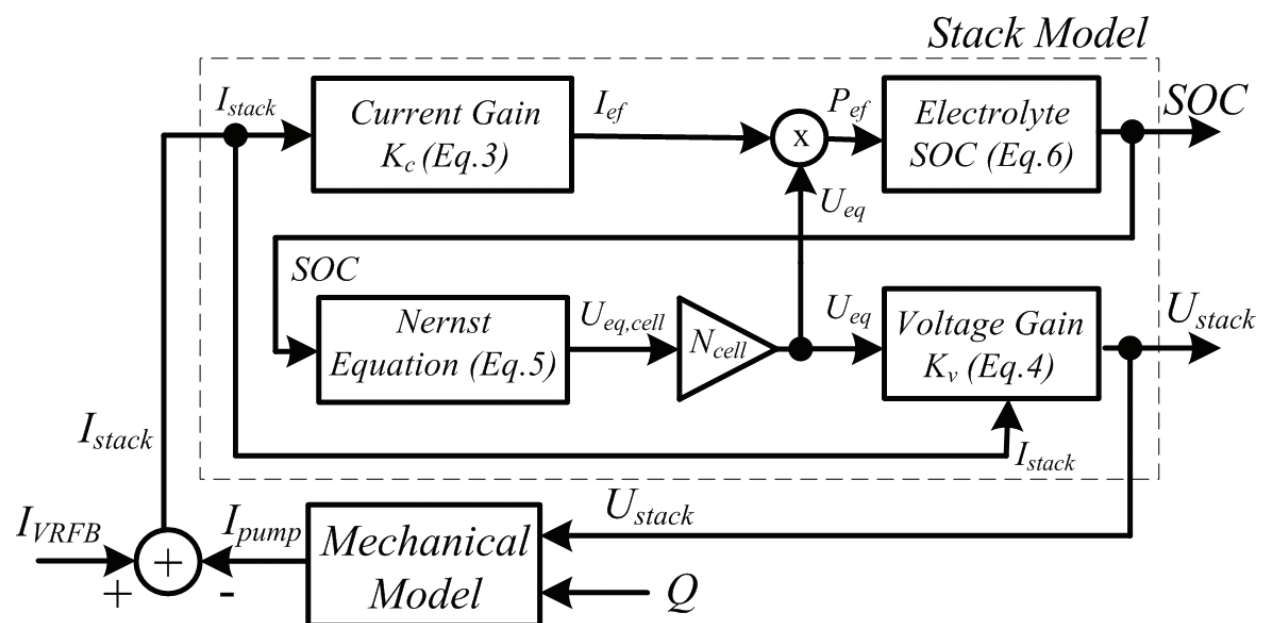 Stack Model
I_stack
Current Gain
K_c (Eq.3)
I_ef
x
P_ef
Electrolyte
SOC (Eq.6)
SOC
U_eq
SOC
Nernst
Equation (Eq.5)
U_eq,cell
N_cell
U_eq
Voltage Gain
K_v (Eq.4)
U_stack
I_stack
I_stack
I_VRFB
+
+
-
I_pump
Mechanical
Model
U_stack
Q